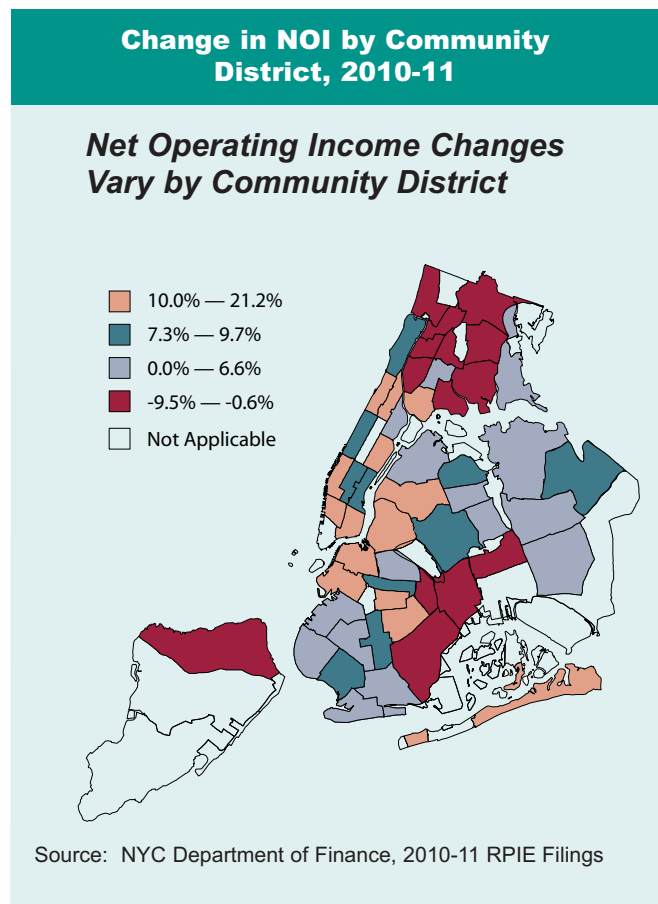 Change in NOI by Community
District, 2010-11
Net Operating Income Changes
Vary by Community District
10.0% — 21.2%
7.3% — 9.7%
0.0% — 6.6%
-9.5% — -0.6%
Not Applicable
Source: NYC Department of Finance, 2010-11 RPIE Filings